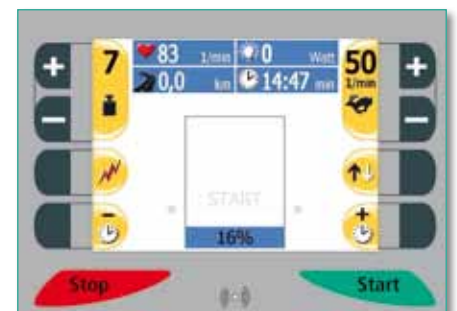 + 7 83 1/min 0 Watt 50 +
0,0 km 14:47 min 1/min
− −
START
− +
16%
Stop Start